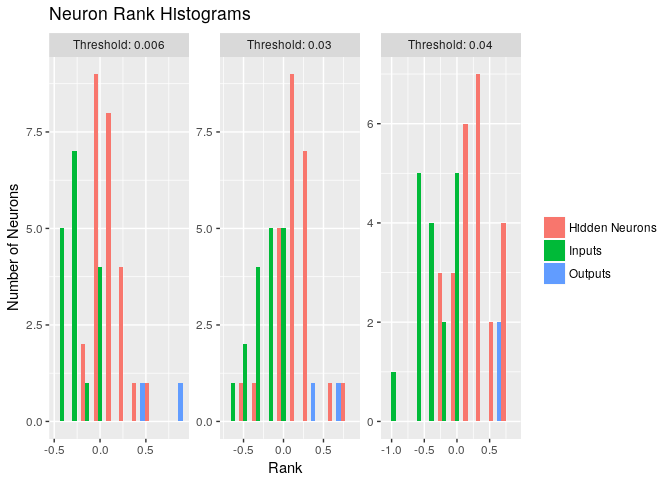 Neuron Rank Histograms
Threshold: 0.006 Threshold: 0.03 Threshold: 0.04
7.5
5.0
2.5
0.0
7.5
5.0
2.5
0.0
6
4
2
0
Number of Neurons
-0.5 0.0 0.5
-0.5 0.0 0.5
-1.0 -0.5 0.0 0.5
Rank
Hidden Neurons
Inputs
Outputs